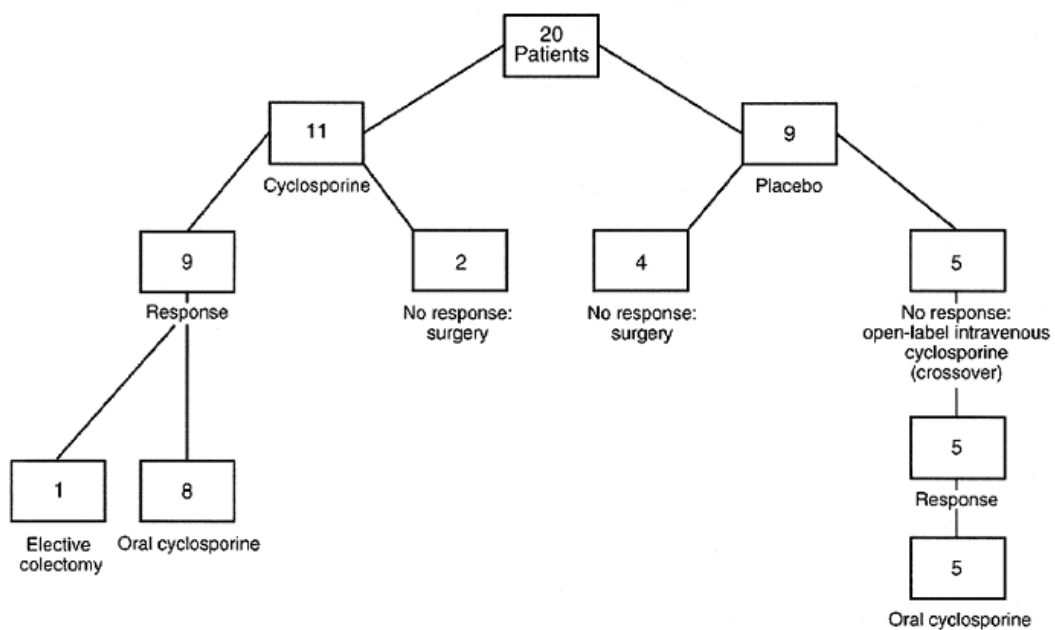 20
Patients
11
Cyclosporine
9
Placebo
9
Response
2
No response:
surgery
4
No response:
surgery
5
No response:
open-label intravenous
cyclosporine
(crossover)
5
Response
1
Elective
colectomy
8
Oral cyclosporine
5
Oral cyclosporine